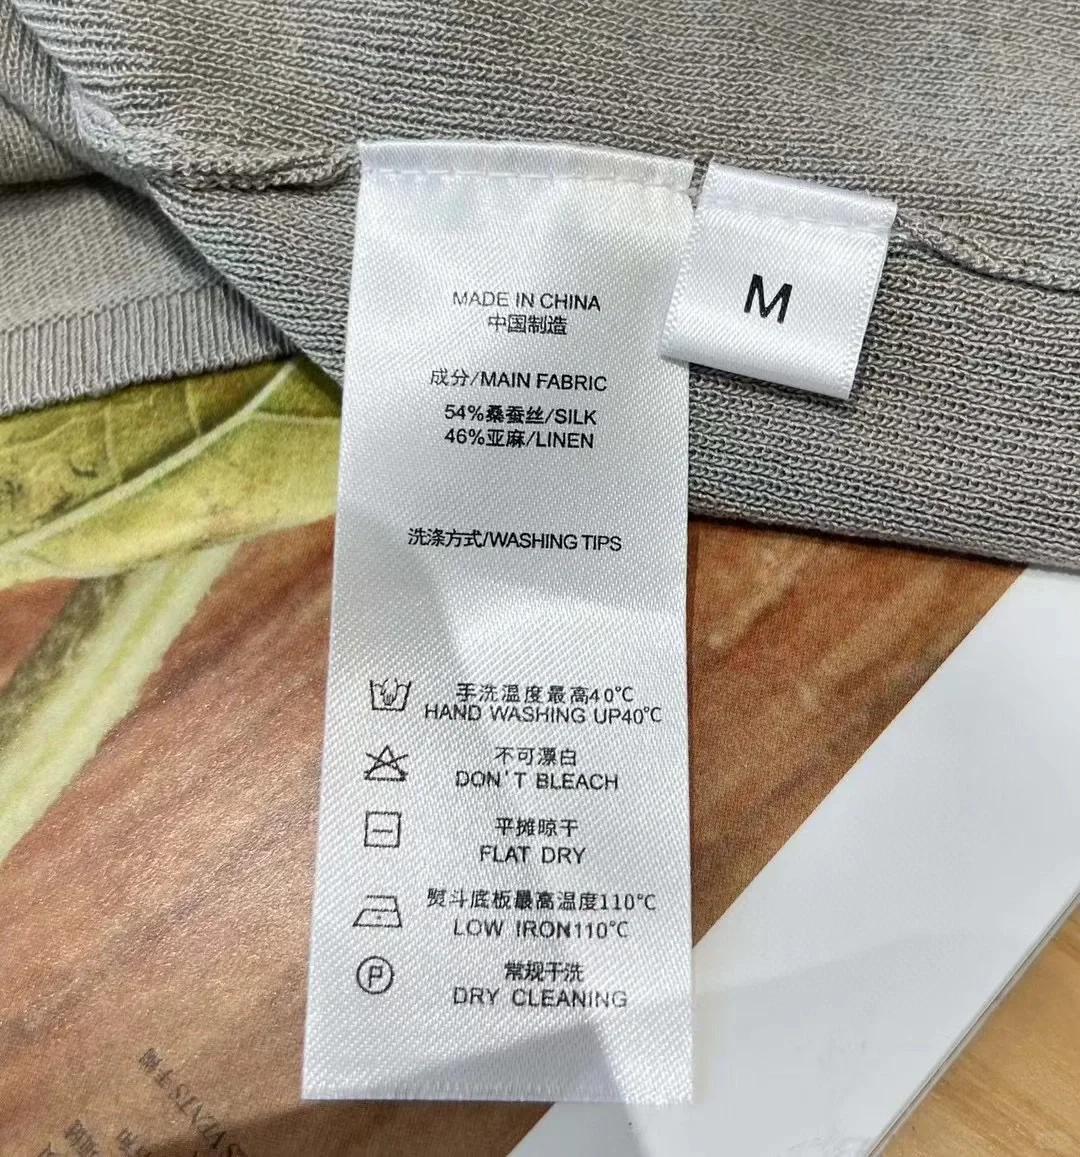 MADE IN CHINA
中国制造
M
成分/MAIN FABRIC
54%桑蚕丝/SILK
46%亚麻/LINEN
洗涤方式/WASHING TIPS
手洗温度最高40℃
HAND WASHING UP40℃
不可漂白
DON'T BLEACH
平摊晾干
FLAT DRY
熨斗底板最高温度110℃
LOW IRON110℃
P
常规干洗
DRY CLEANING